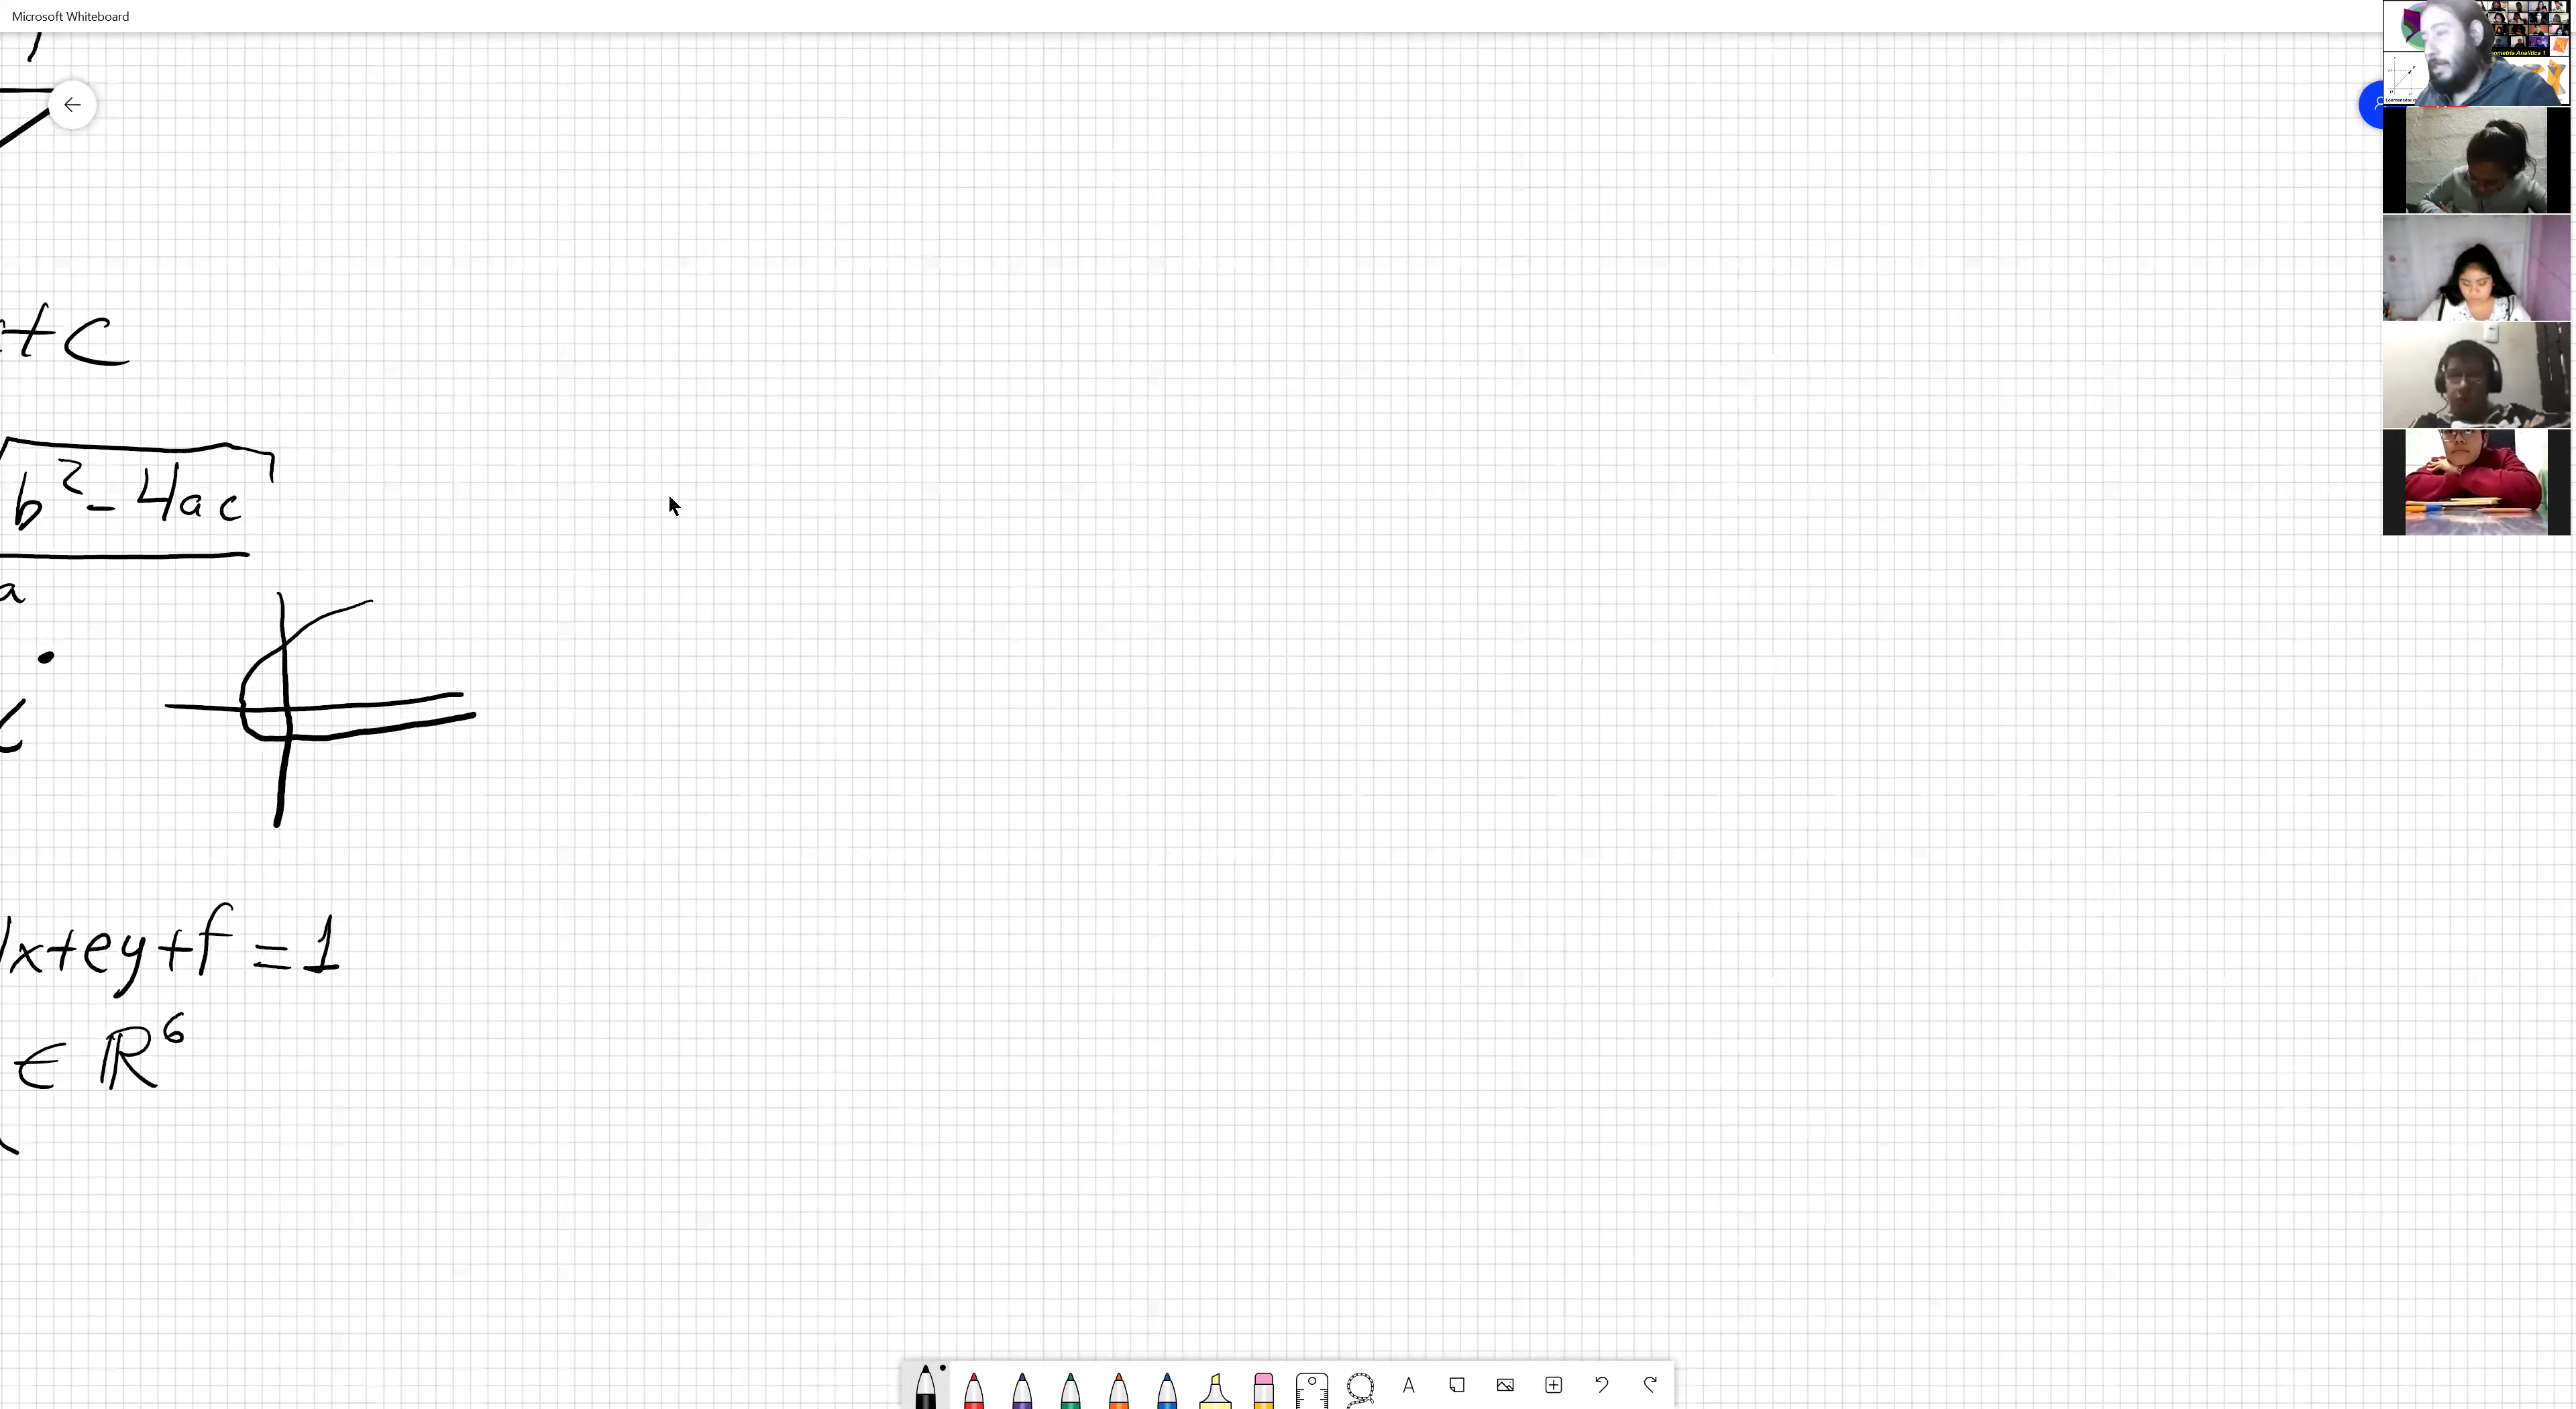 Microsoft Whiteboard
+ c
b² - 4ac
a
x + ey + f = 1
∈ ℝ⁶
A